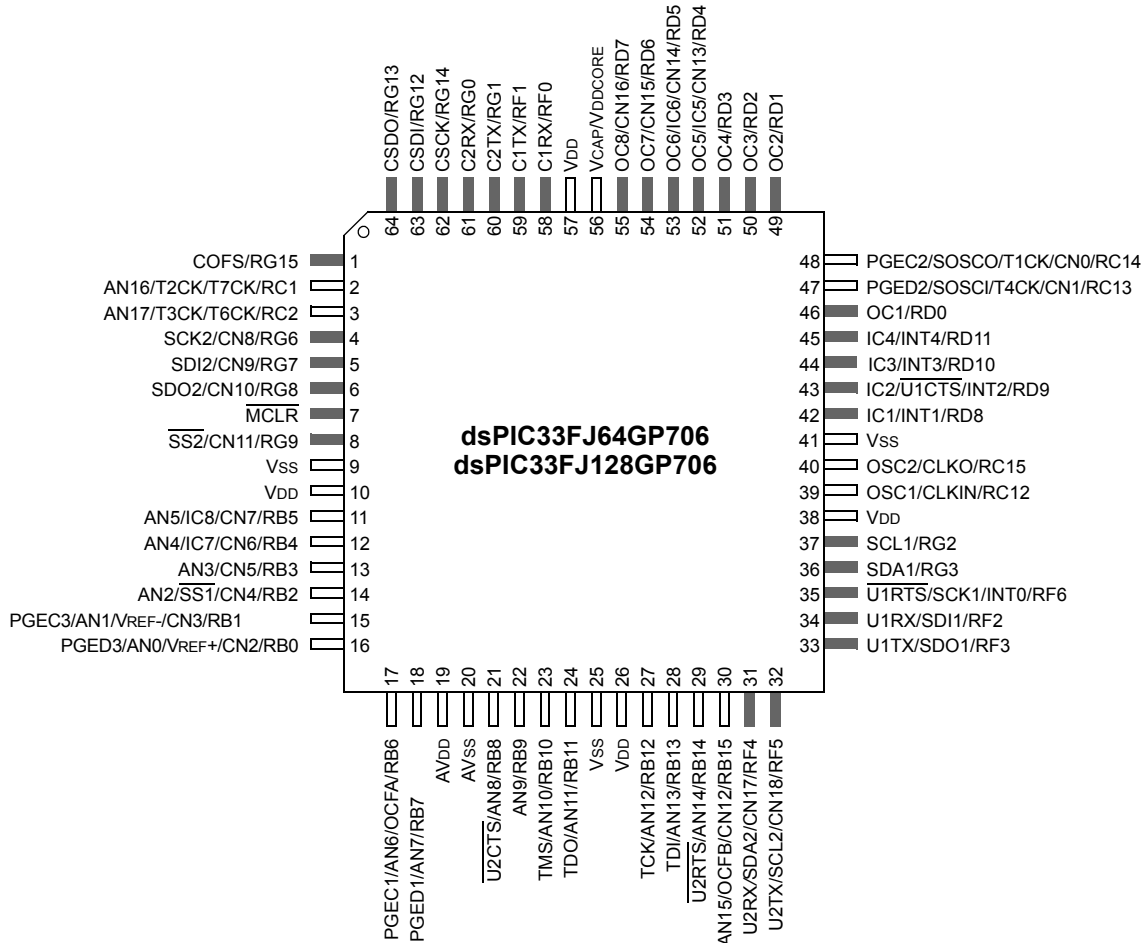 CSDO/RG13
CSDI/RG12
CSCK/RG14
C2RX/RG0
C2TX/RG1
C1TX/RF1
C1RX/RF0
VDD
VCAP/VDDCORE
OC8/CN16/RD7
OC7/CN15/RD6
OC6/IC6/CN14/RD5
OC5/IC5/CN13/RD4
OC4/RD3
OC3/RD2
OC2/RD1
64
63
62
61
60
59
58
57
56
55
54
53
52
51
50
49
COFS/RG15 1
AN16/T2CK/T7CK/RC1 2
AN17/T3CK/T6CK/RC2 3
SCK2/CN8/RG6 4
SDI2/CN9/RG7 5
SDO2/CN10/RG8 6
MCLR 7
SS2/CN11/RG9 8
VSS 9
VDD 10
AN5/IC8/CN7/RB5 11
AN4/IC7/CN6/RB4 12
AN3/CN5/RB3 13
AN2/SS1/CN4/RB2 14
PGEC3/AN1/VREF-/CN3/RB1 15
PGED3/AN0/VREF+/CN2/RB0 16
dsPIC33FJ64GP706
dsPIC33FJ128GP706
48 PGEC2/SOSCO/T1CK/CN0/RC14
47 PGED2/SOSCI/T4CK/CN1/RC13
46 OC1/RD0
45 IC4/INT4/RD11
44 IC3/INT3/RD10
43 IC2/U1CTS/INT2/RD9
42 IC1/INT1/RD8
41 VSS
40 OSC2/CLKO/RC15
39 OSC1/CLKIN/RC12
38 VDD
37 SCL1/RG2
36 SDA1/RG3
35 U1RTS/SCK1/INT0/RF6
34 U1RX/SDI1/RF2
33 U1TX/SDO1/RF3
17
18
19
20
21
22
23
24
25
26
27
28
29
30
31
32
PGEC1/AN6/OCFA/RB6
PGED1/AN7/RB7
AVDD
AVSS
U2CTS/AN8/RB8
AN9/RB9
TMS/AN10/RB10
TDO/AN11/RB11
VSS
VDD
TCK/AN12/RB12
TDI/AN13/RB13
U2RTS/AN14/RB14
AN15/OCFB/CN12/RB15
U2RX/SDA2/CN17/RF4
U2TX/SCL2/CN18/RF5